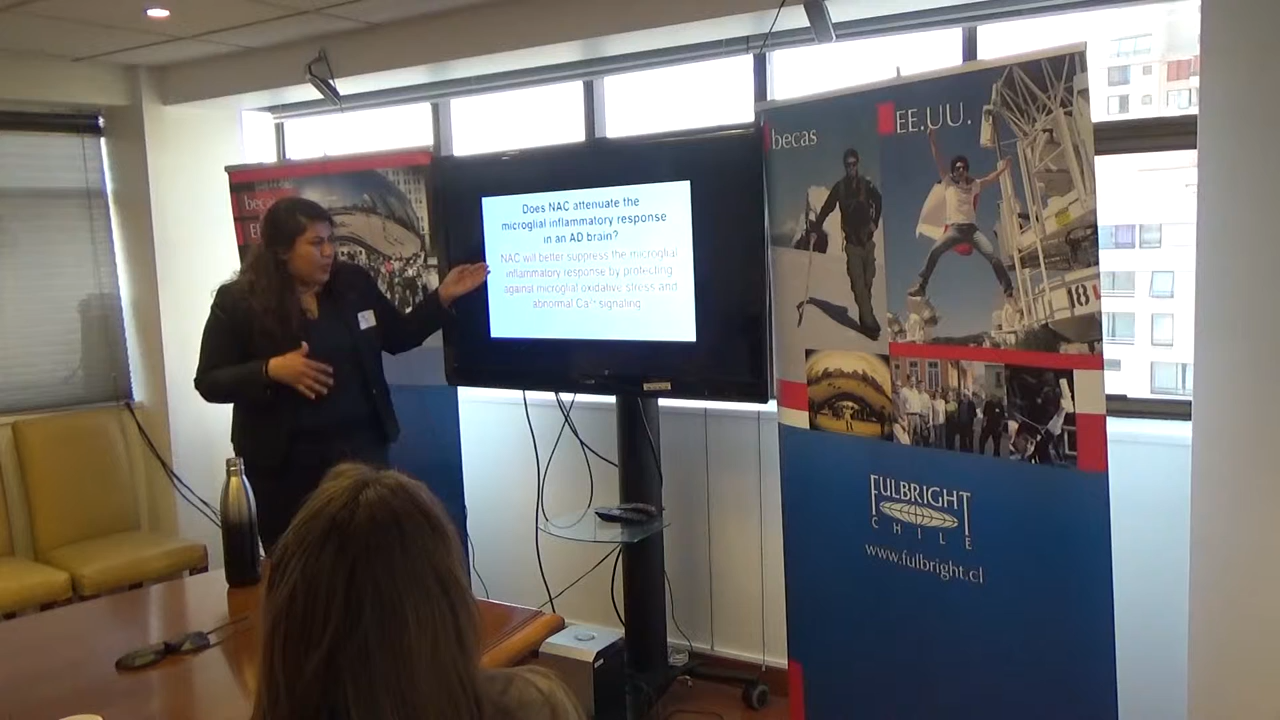 becas
Does NAC attenuate the
microglial inflammatory response
in an AD brain?
NAC will better suppress the microglial
inflammatory response by protecting
against microglial oxidative stress and
abnormal Ca²⁺ signaling
becas
EE.UU.
18
FULBRIGHT
CHILE
www.fulbright.cl